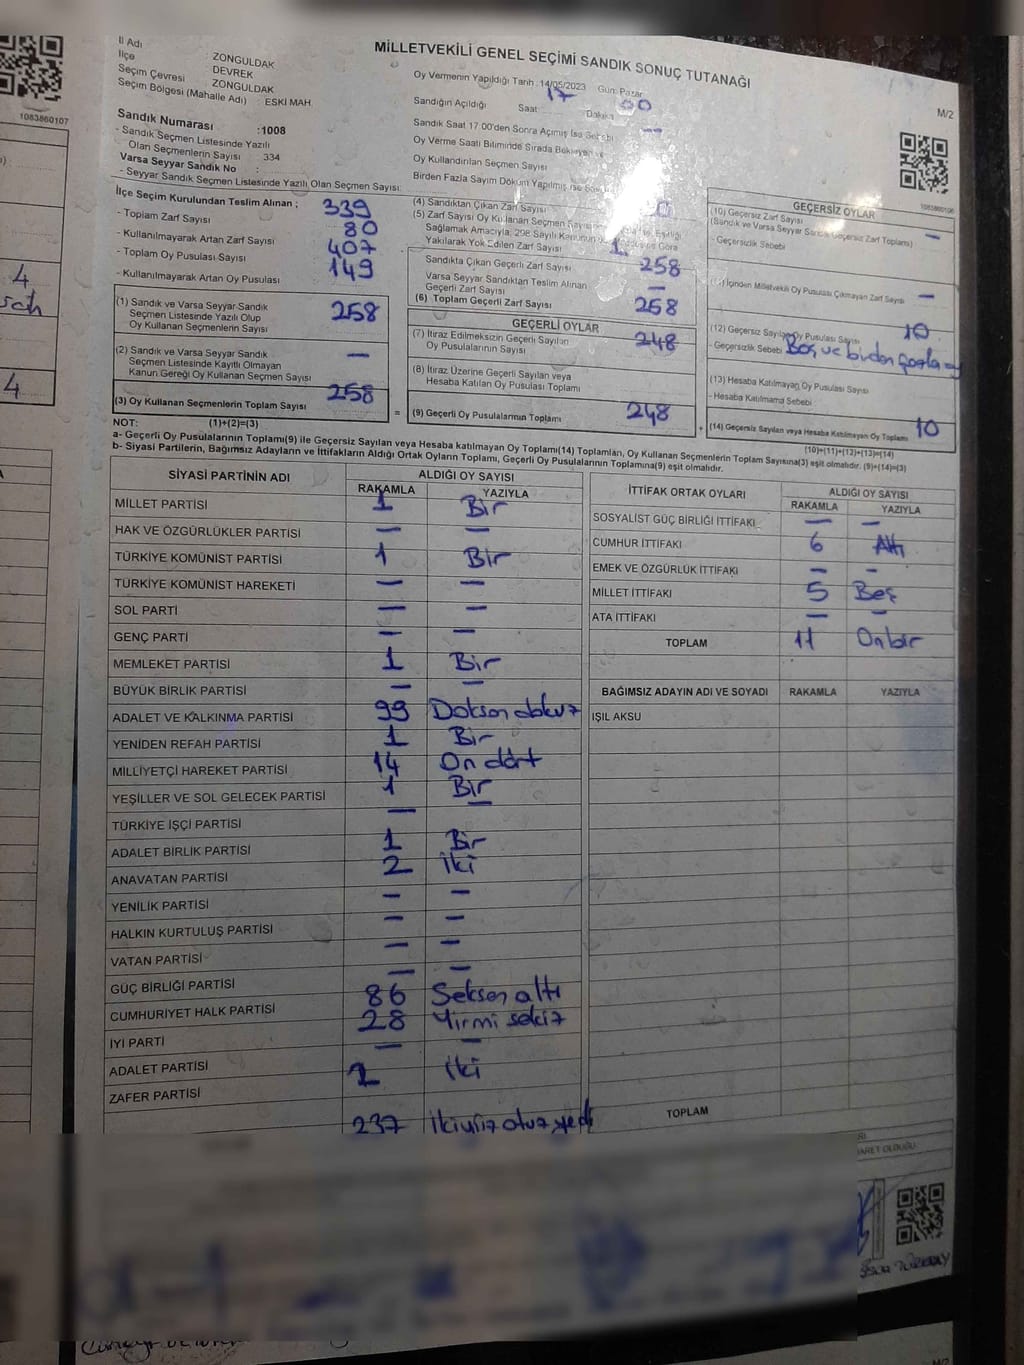 MİLLETVEKİLİ GENEL SEÇİMİ SANDIK SONUÇ TUTANAĞI
M/2
İl Adı : ZONGULDAK
İlçe : DEVREK
Seçim Çevresi : ZONGULDAK
Seçim Bölgesi (Mahalle Adı) : ESKİ MAH.
Sandık Numarası : 1008
- Sandık Seçmen Listesinde Yazılı
Olan Seçmenlerin Sayısı : 334
Varsa Seyyar Sandık No :
- Seyyar Sandık Seçmen Listesinde Yazılı Olan Seçmen Sayısı:
Oy Vermenin Yapıldığı Tarih : 14/05/2023 Gün: Pazar
Sandığın Açıldığı Saat 17 Dakika 00
Sandık Saat 17:00'den Sonra Açılmış İse Sebebi —
Oy Verme Saati Bitiminde Sırada
Oy Kullandırılan Seçmen Sayısı
Birden Fazla Sayım Döküm Yapılmış ise
1083860107
1083860106
İlçe Seçim Kurulundan Teslim Alınan ;
- Toplam Zarf Sayısı 339
- Kullanılmayarak Artan Zarf Sayısı 80
- Toplam Oy Pusulası Sayısı 407
- Kullanılmayarak Artan Oy Pusulası 149
(1) Sandık ve Varsa Seyyar Sandık
Seçmen Listesinde Yazılı Olup
Oy Kullanan Seçmenlerin Sayısı 258
(2) Sandık ve Varsa Seyyar Sandık
Seçmen Listesinde Kayıtlı Olmayan
Kanun Gereği Oy Kullanan Seçmen Sayısı —
(3) Oy Kullanan Seçmenlerin Toplam Sayısı 258
(1)+(2)=(3)
(4) Sandıktan Çıkan Zarf Sayısı
(5) Zarf Sayısı Oy Kullanan Seçmen Sayısına
Sağlamak Amacıyla, 298 Sayılı Kanunun Göre
Yakılarak Yok Edilen Zarf Sayısı
Sandıkta Çıkan Geçerli Zarf Sayısı 258
Varsa Seyyar Sandıktan Teslim Alınan
Geçerli Zarf Sayısı —
(6) Toplam Geçerli Zarf Sayısı 258
GEÇERLİ OYLAR
(7) İtiraz Edilmeksizin Geçerli Sayılan
Oy Pusulalarının Sayısı 248
(8) İtiraz Üzerine Geçerli Sayılan veya
Hesaba Katılan Oy Pusulası Toplamı
= (9) Geçerli Oy Pusulalarının Toplamı 248
GEÇERSİZ OYLAR
(10) Geçersiz Zarf Sayısı —
(Sandık ve Varsa Seyyar Sandık Geçersiz Zarf Toplamı)
- Geçersizlik Sebebi
İçinden Milletvekili Oy Pusulası Çıkmayan Zarf Sayısı —
(12) Geçersiz Sayılan Oy Pusulası Sayısı 10
- Geçersizlik Sebebi Boş ve birden fazla oy
(13) Hesaba Katılmayan Oy Pusulası Sayısı
- Hesaba Katılmama Sebebi
+ (14) Geçersiz Sayılan veya Hesaba Katılmayan Oy Toplamı 10
(10)+(11)+(12)+(13)=(14)
NOT:
a- Geçerli Oy Pusulalarının Toplamı(9) ile Geçersiz Sayılan veya Hesaba katılmayan Oy Toplamı(14) Toplamları, Oy Kullanan Seçmenlerin Toplam Sayısına(3) eşit olmalıdır. (9)+(14)=(3)
b- Siyasi Partilerin, Bağımsız Adayların ve İttifakların Aldığı Ortak Oyların Toplamı, Geçerli Oy Pusulalarının Toplamına(9) eşit olmalıdır.
SİYASİ PARTİNİN ADI ALDIĞI OY SAYISI
RAKAMLA YAZIYLA
MİLLET PARTİSİ 1 Bir
HAK VE ÖZGÜRLÜKLER PARTİSİ — —
TÜRKİYE KOMÜNİST PARTİSİ 1 Bir
TÜRKİYE KOMÜNİST HAREKETİ — —
SOL PARTİ — —
GENÇ PARTİ — —
MEMLEKET PARTİSİ 1 Bir
BÜYÜK BİRLİK PARTİSİ — —
ADALET VE KALKINMA PARTİSİ 99 Doksan dokuz
YENİDEN REFAH PARTİSİ 1 Bir
MİLLİYETÇİ HAREKET PARTİSİ 14 On dört
YEŞİLLER VE SOL GELECEK PARTİSİ 1 Bir
TÜRKİYE İŞÇİ PARTİSİ — —
ADALET BİRLİK PARTİSİ 1 Bir
ANAVATAN PARTİSİ 2 iki
YENİLİK PARTİSİ — —
HALKIN KURTULUŞ PARTİSİ — —
VATAN PARTİSİ — —
GÜÇ BİRLİĞİ PARTİSİ — —
CUMHURİYET HALK PARTİSİ 86 Seksen altı
İYİ PARTİ 28 Yirmi sekiz
ADALET PARTİSİ — —
ZAFER PARTİSİ 2 iki
237 ikiyüz otuz yedi
İTTİFAK ORTAK OYLARI ALDIĞI OY SAYISI
RAKAMLA YAZIYLA
SOSYALİST GÜÇ BİRLİĞİ İTTİFAKI — —
CUMHUR İTTİFAKI 6 Altı
EMEK VE ÖZGÜRLÜK İTTİFAKI — —
MİLLET İTTİFAKI 5 Beş
ATA İTTİFAKI — —
TOPLAM 11 Onbir
BAĞIMSIZ ADAYIN ADI VE SOYADI RAKAMLA YAZIYLA
IŞIL AKSU
TOPLAM
4
4